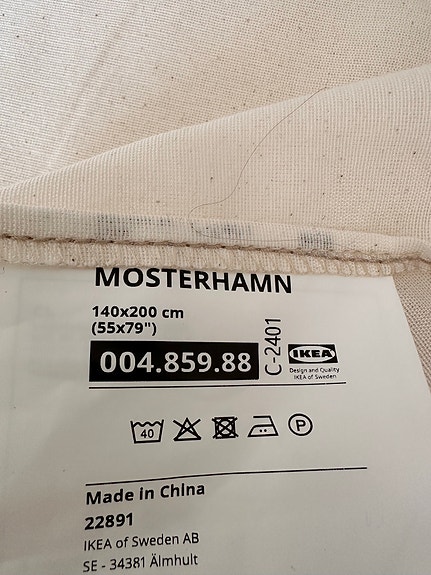 MOSTERHAMN
140x200 cm
(55x79")
004.859.88
C-2401
IKEA
Design and Quality
IKEA of Sweden
40
P
Made in China
22891
IKEA of Sweden AB
SE - 34381 Älmhult